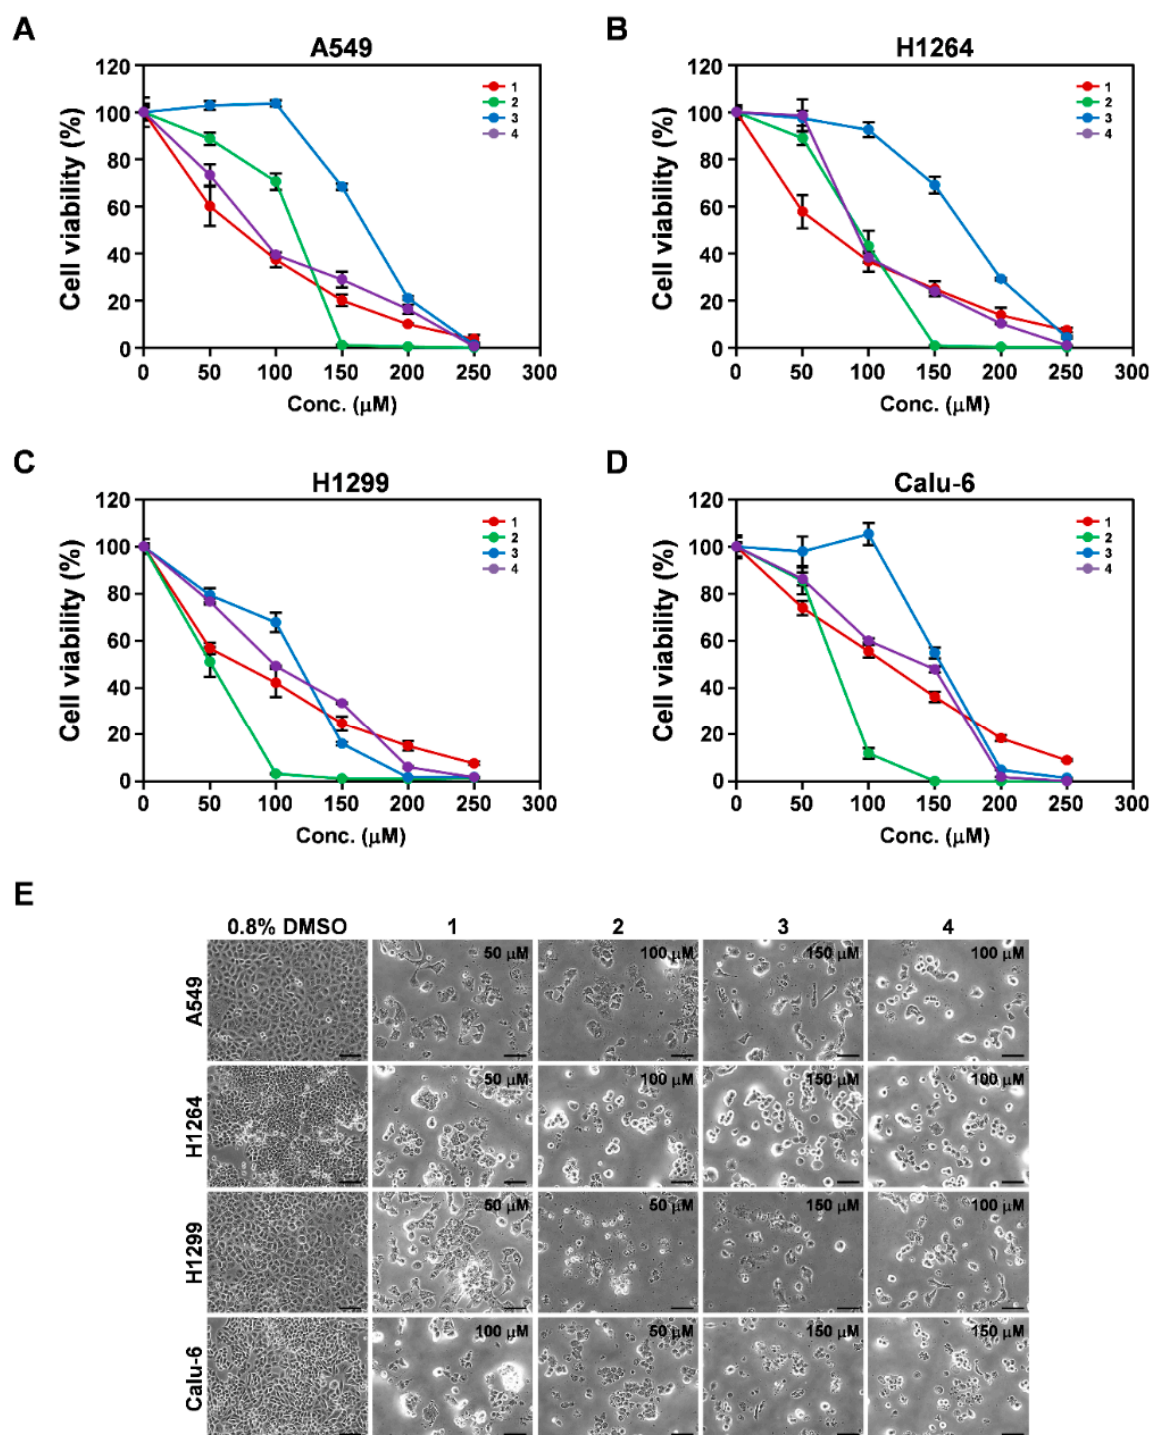 A
A549
120
100
80
60
40
20
0
Cell viability (%)
0 50 100 150 200 250 300
Conc. (μM)
1
2
3
4
B
H1264
120
100
80
60
40
20
0
Cell viability (%)
0 50 100 150 200 250 300
Conc. (μM)
1
2
3
4
C
H1299
120
100
80
60
40
20
0
Cell viability (%)
0 50 100 150 200 250 300
Conc. (μM)
1
2
3
4
D
Calu-6
120
100
80
60
40
20
0
Cell viability (%)
0 50 100 150 200 250 300
Conc. (μM)
1
2
3
4
E
0.8% DMSO 1 2 3 4
A549
50 μM 100 μM 150 μM 100 μM
H1264
50 μM 100 μM 150 μM 100 μM
H1299
50 μM 50 μM 150 μM 100 μM
Calu-6
100 μM 50 μM 150 μM 150 μM